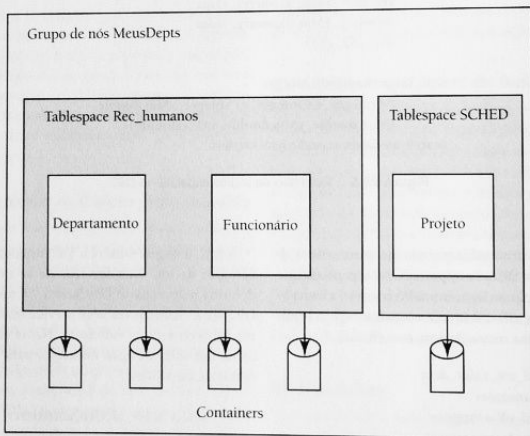 Grupo de nós MeusDepts
Tablespace Rec_humanos
Tablespace SCHED
Departamento
Funcionário
Projeto
Containers